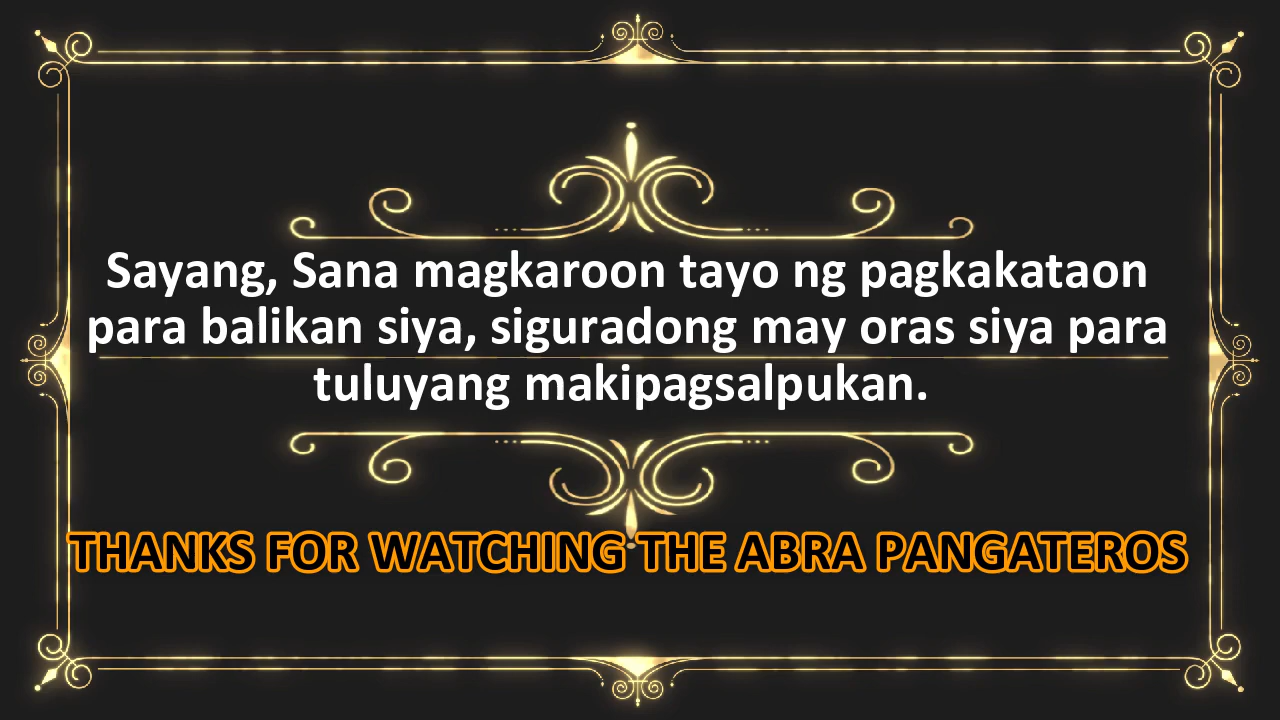 Sayang, Sana magkaroon tayo ng pagkakataon
para balikan siya, siguradong may oras siya para
tuluyang makipagsalpukan.
THANKS FOR WATCHING THE ABRA PANGATEROS